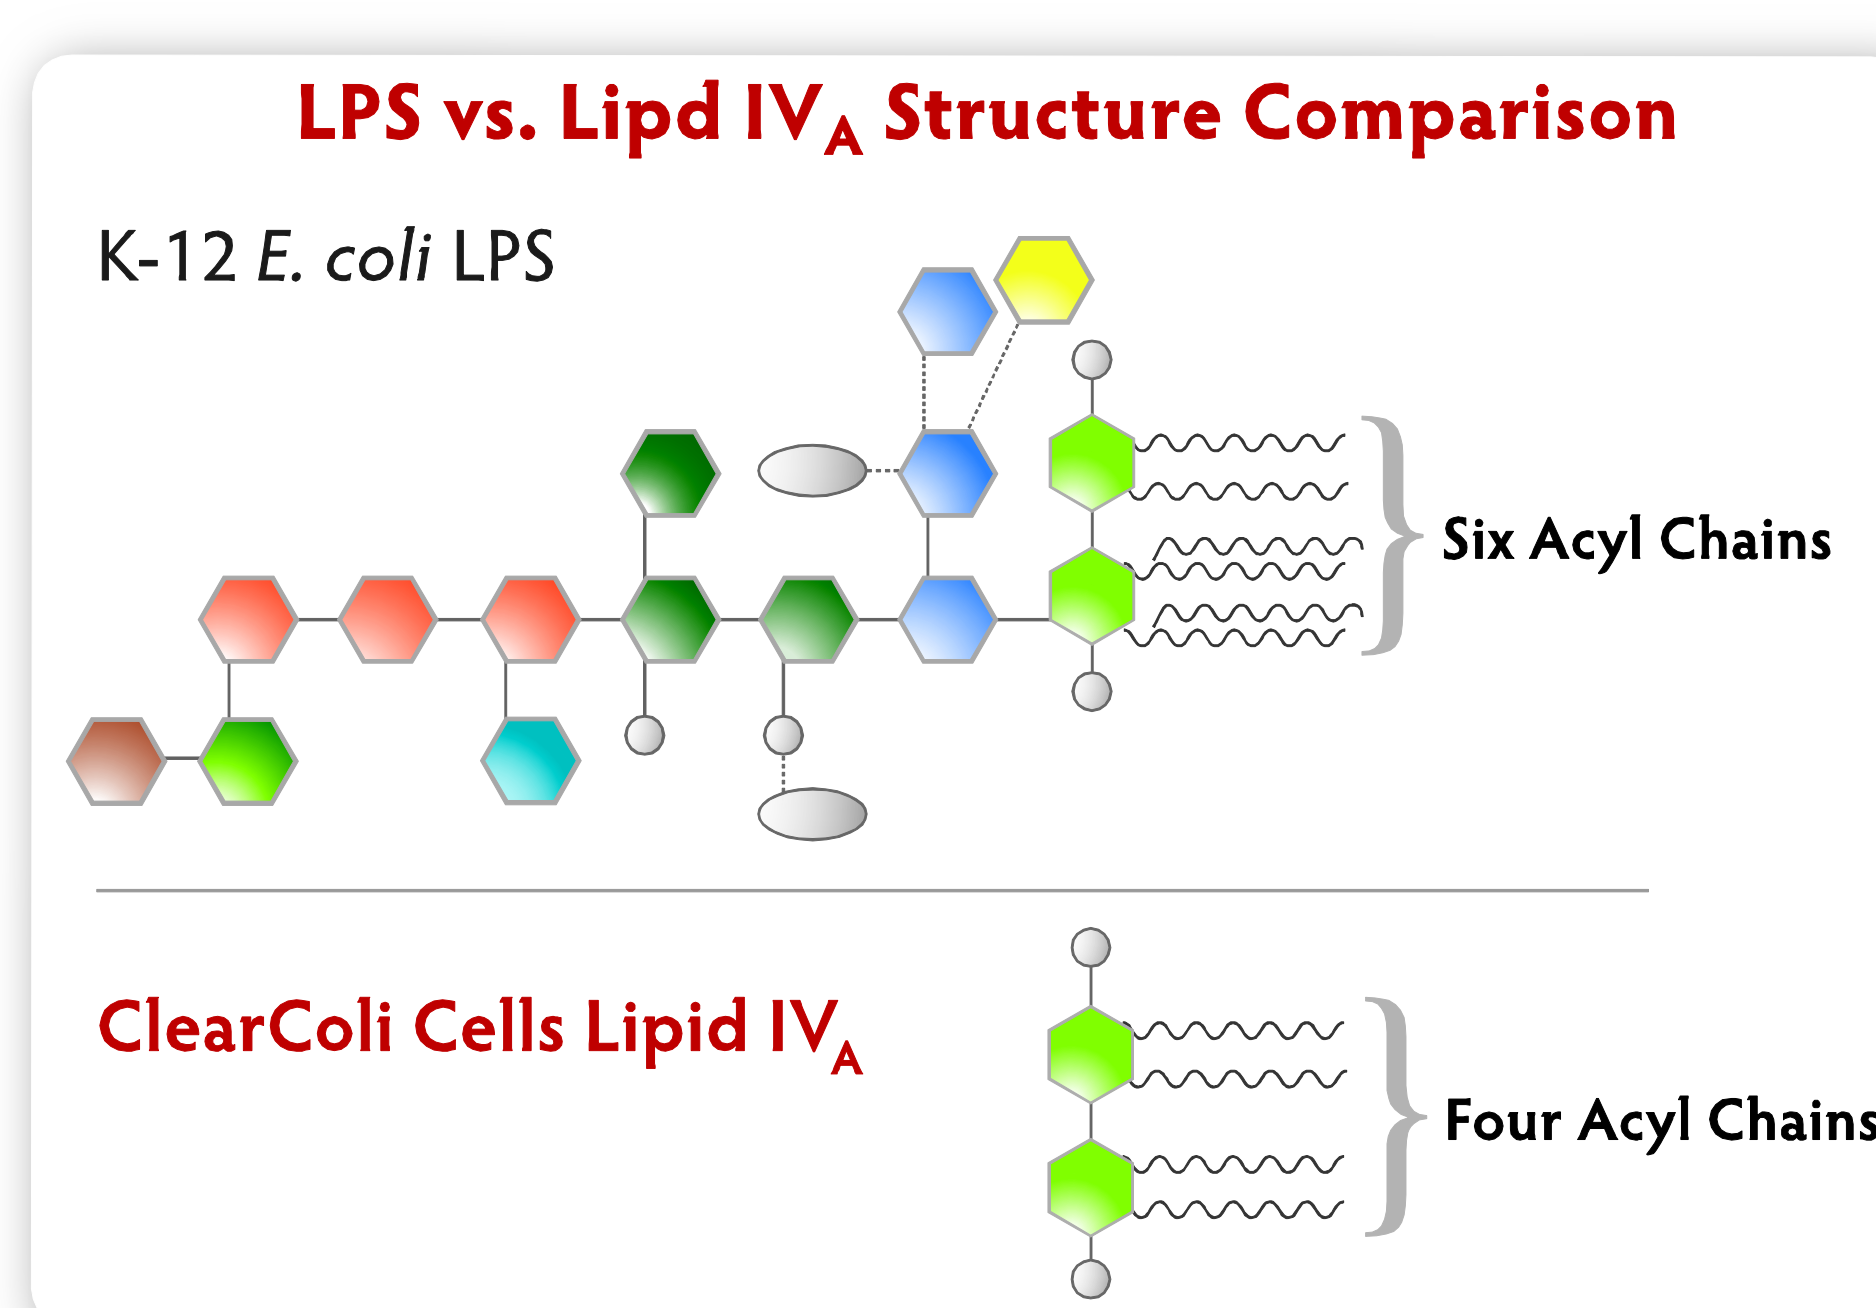 LPS vs. Lipd IVA Structure Comparison
K-12 E. coli LPS
Six Acyl Chains
ClearColi Cells Lipid IVA
Four Acyl Chains